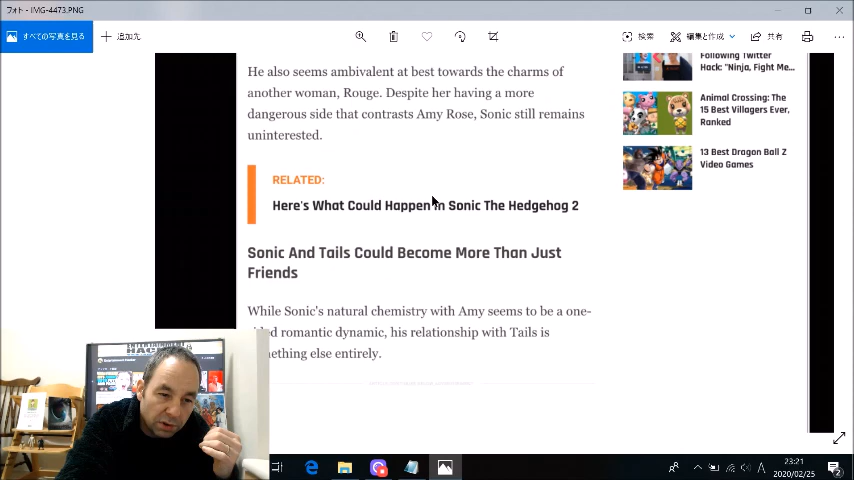 フォト - IMG-4473.PNG
すべての写真を見る
追加先
検索
編集と作成
共有
He also seems ambivalent at best towards the charms of
another woman, Rouge. Despite her having a more
dangerous side that contrasts Amy Rose, Sonic still remains
uninterested.
RELATED:
Here's What Could Happen in Sonic The Hedgehog 2
Sonic And Tails Could Become More Than Just
Friends
While Sonic's natural chemistry with Amy seems to be a one-
romantic dynamic, his relationship with Tails is
something else entirely.
Following Twitter
Hack: "Ninja, Fight Me...
Animal Crossing: The
15 Best Villagers Ever,
Ranked
13 Best Dragon Ball Z
Video Games
A
23:21
2020/02/25
2